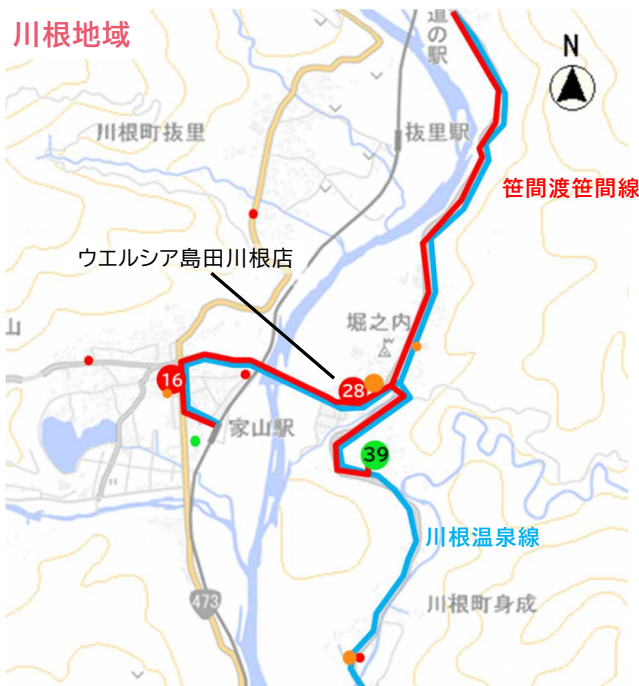 川根地域
道の駅
N
川根町抜里
抜里駅
笹間渡笹間線
ウエルシア島田川根店
堀之内
山
16
28
家山駅
39
川根温泉線
473
川根町身成